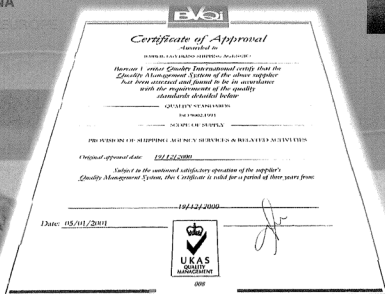 BVQi
Certificate of Approval
Awarded to
SHIPPING AGENCIES
Bureau Veritas Quality International certify that the
Quality Management System of the above supplier
has been assessed and found to be in accordance
with the requirements of the quality
standards detailed below
QUALITY STANDARDS
SCOPE OF SUPPLY
PROVISION OF SHIPPING AGENCY SERVICES & RELATED ACTIVITIES
Original approval date: 19/12/2000
Subject to the continued satisfactory operation of the supplier's
Quality Management System, this Certificate is valid for a period of three years from:
19/12/2000
Date: 05/01/2001
UKAS
QUALITY
MANAGEMENT
008